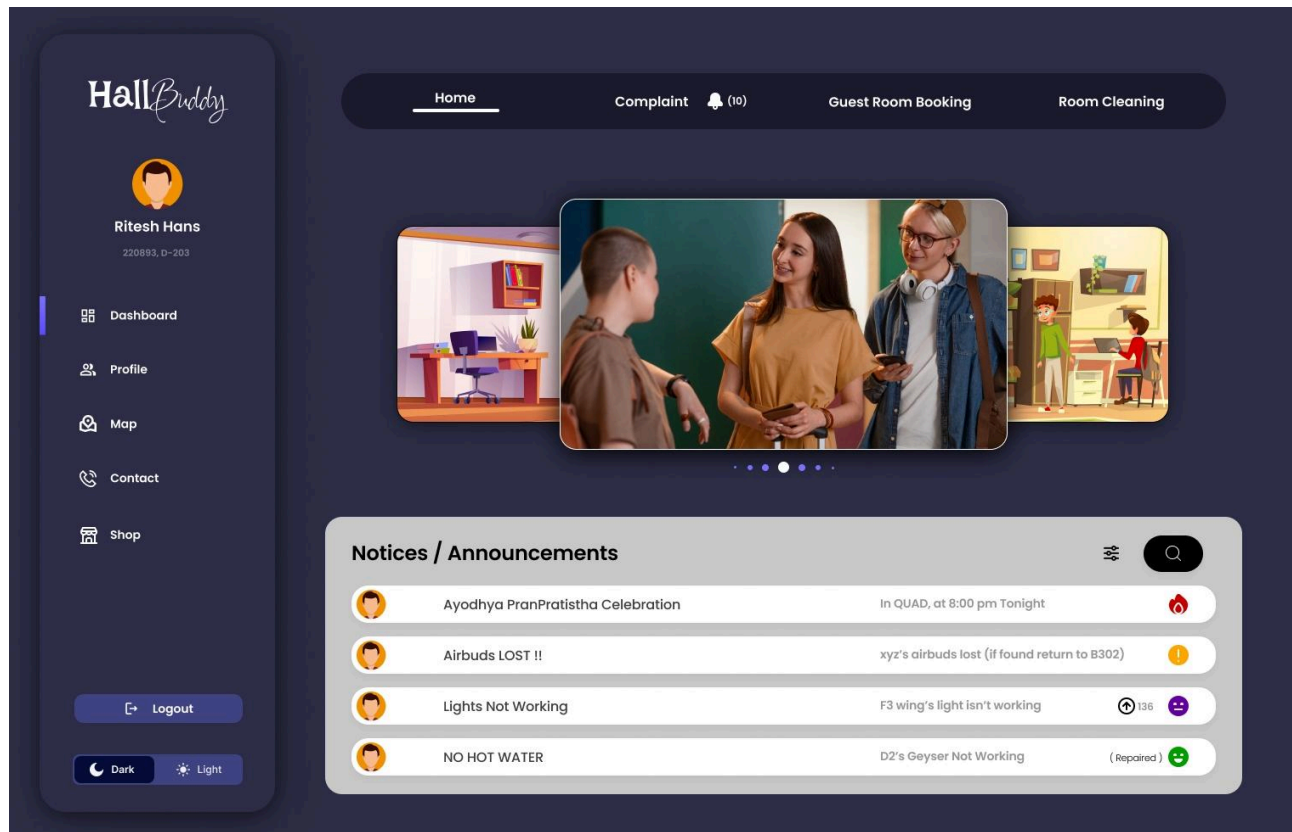 HallBuddy
Ritesh Hans
220893, D-203
Dashboard
Profile
Map
Contact
Shop
Logout
Dark Light
Home Complaint (10) Guest Room Booking Room Cleaning
Notices / Announcements
Ayodhya PranPratistha Celebration In QUAD, at 8:00 pm Tonight
Airbuds LOST !! xyz's airbuds lost (if found return to B302)
Lights Not Working F3 wing's light isn't working 136
NO HOT WATER D2's Geyser Not Working ( Repaired )